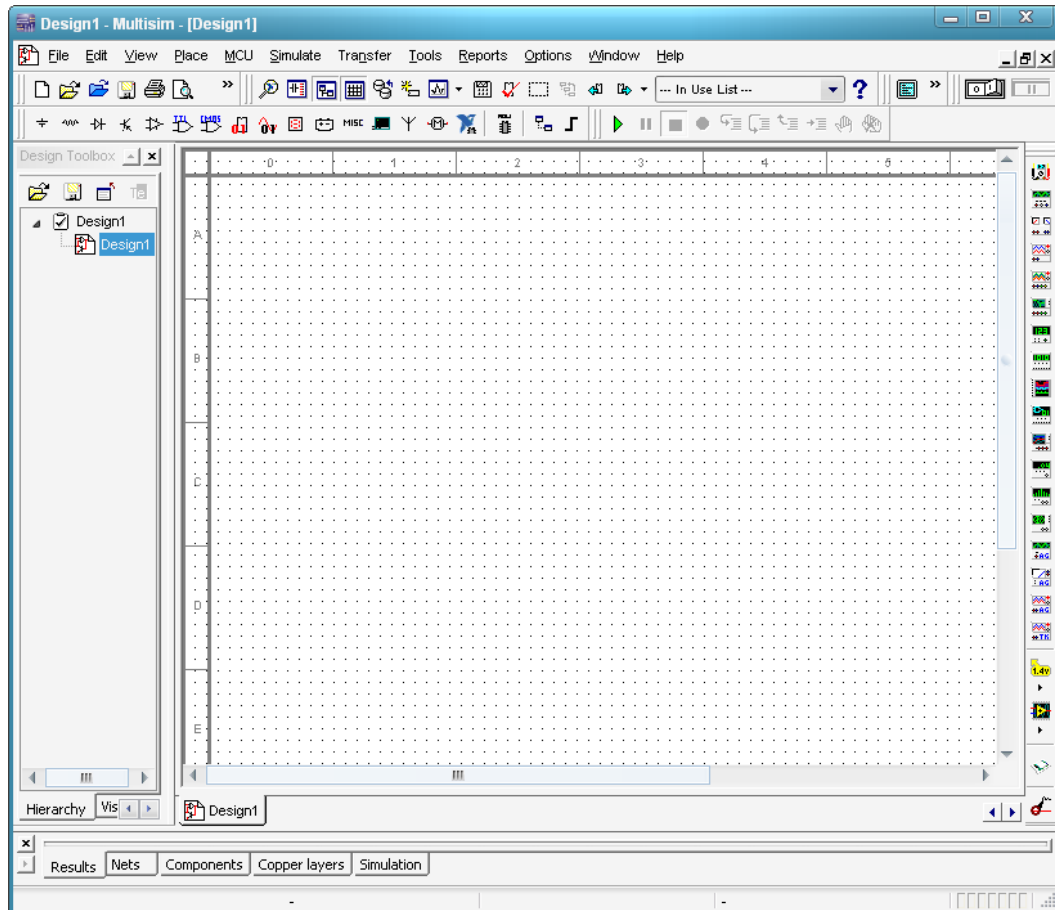 Design1 - Multisim - [Design1]
File Edit View Place MCU Simulate Transfer Tools Reports Options Window Help
--- In Use List ---
MISC
Design Toolbox
0 1 2 3 4 5
A
Design1
Design1
B
C
D
E
1.4v
Hierarchy Vis
Design1
Results Nets Components Copper layers Simulation
- -